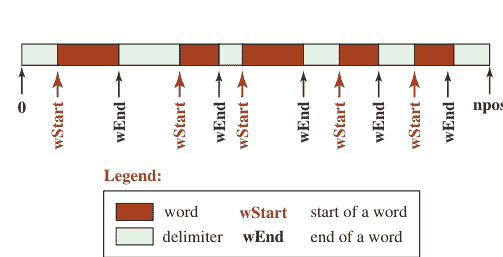 0 wStart wEnd wStart wEnd wStart wEnd wStart wEnd wStart wEnd npos
Legend:
word wStart start of a word
delimiter wEnd end of a word